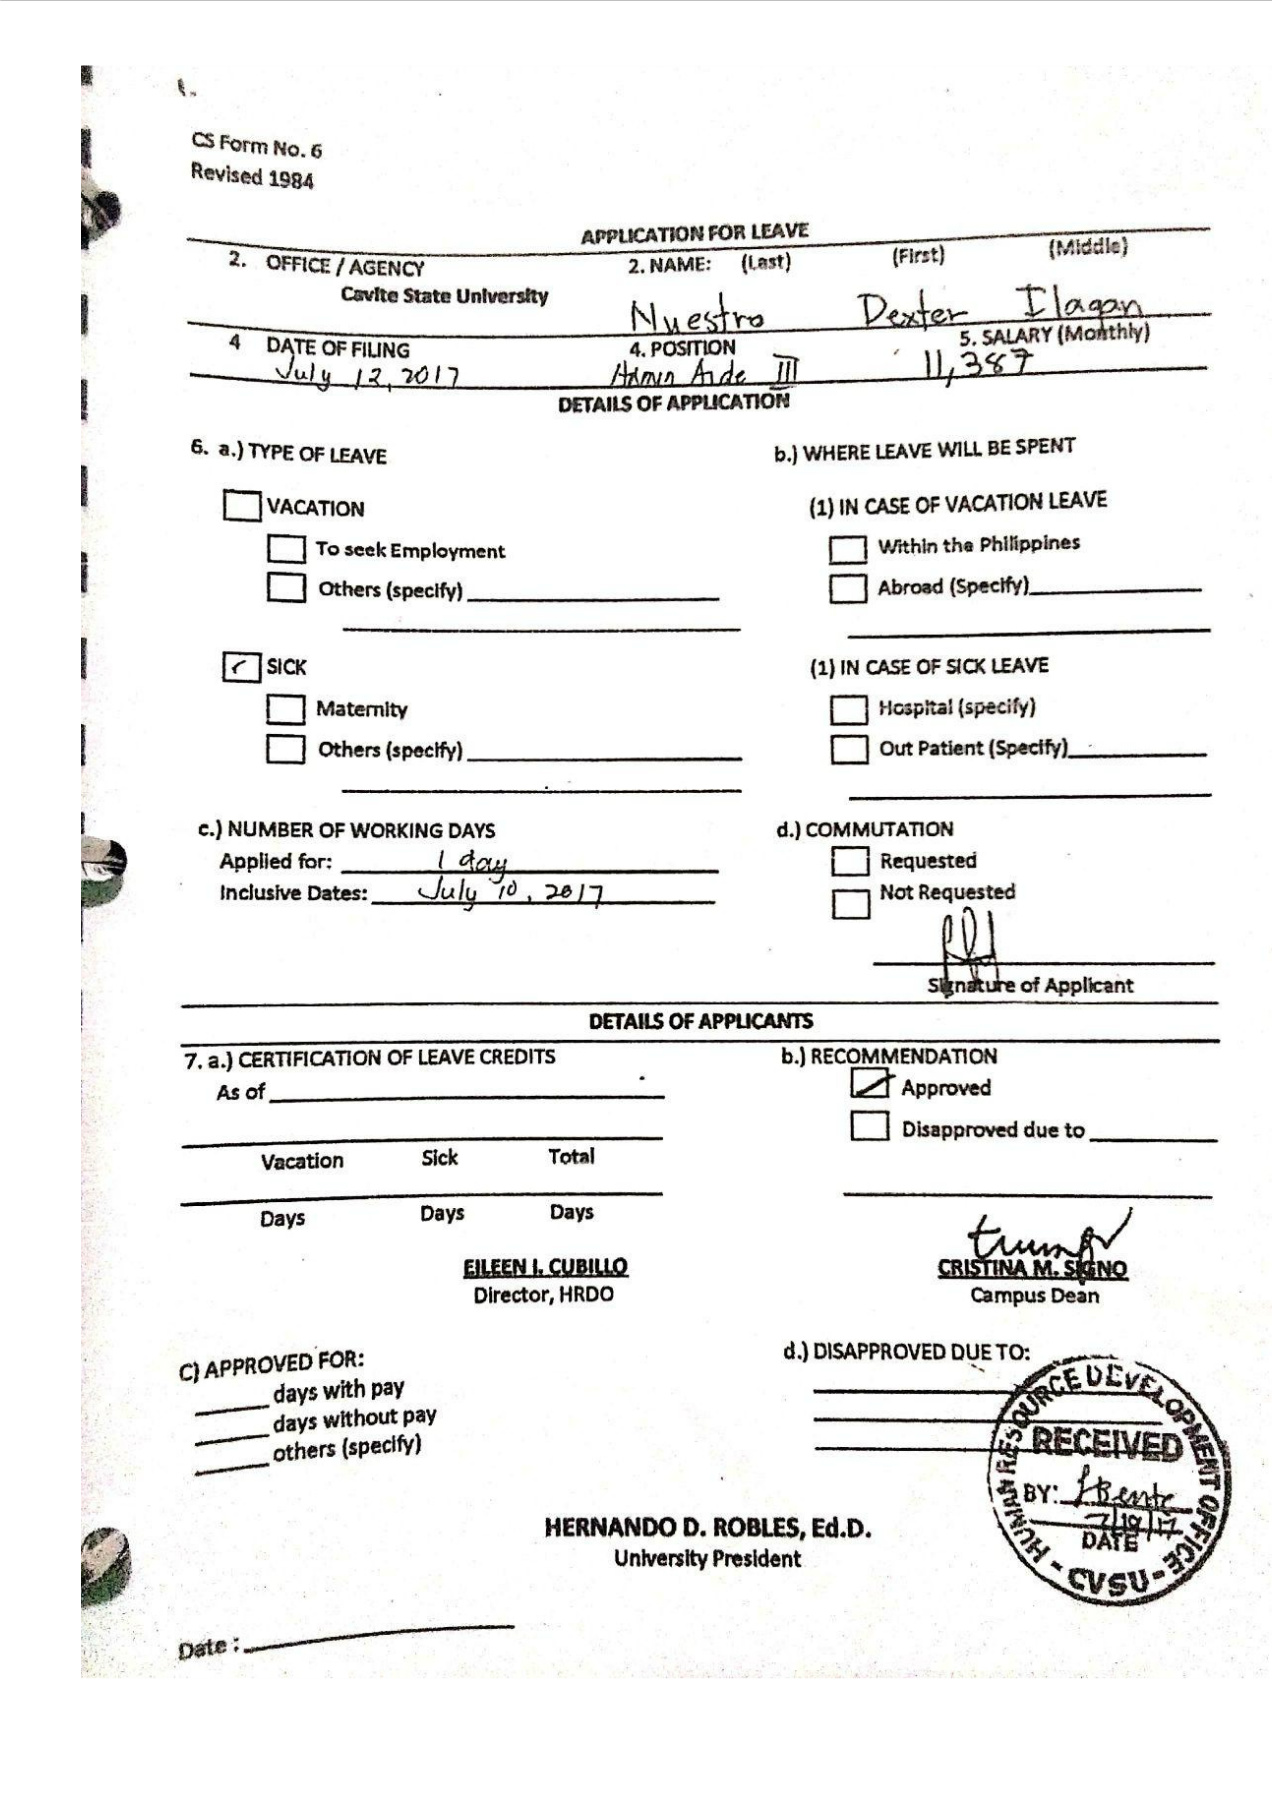 CS Form No. 6
Revised 1984
APPLICATION FOR LEAVE
2. OFFICE / AGENCY 2. NAME: (Last) (First) (Middle)
Cavite State University Nuestro Dexter Ilagan
4 DATE OF FILING 4. POSITION 5. SALARY (Monthly)
July 12, 2017 Admin Aide III 11,387
DETAILS OF APPLICATION
6. a.) TYPE OF LEAVE b.) WHERE LEAVE WILL BE SPENT
VACATION (1) IN CASE OF VACATION LEAVE
To seek Employment Within the Philippines
Others (specify) Abroad (Specify)
SICK (1) IN CASE OF SICK LEAVE
Maternity Hospital (specify)
Others (specify) Out Patient (Specify)
c.) NUMBER OF WORKING DAYS d.) COMMUTATION
Applied for: 1 day Requested
Inclusive Dates: July 10, 2017 Not Requested
Signature of Applicant
DETAILS OF APPLICANTS
7. a.) CERTIFICATION OF LEAVE CREDITS b.) RECOMMENDATION
As of Approved
Disapproved due to
Vacation Sick Total
Days Days Days
EILEEN I. CUBILLO CRISTINA M. SIGNO
Director, HRDO Campus Dean
C) APPROVED FOR: d.) DISAPPROVED DUE TO:
days with pay
days without pay
others (specify)
HUMAN RESOURCE DEVELOPMENT OFFICE
RECEIVED
BY:
DATE
- CVSU -
HERNANDO D. ROBLES, Ed.D.
University President
Date :